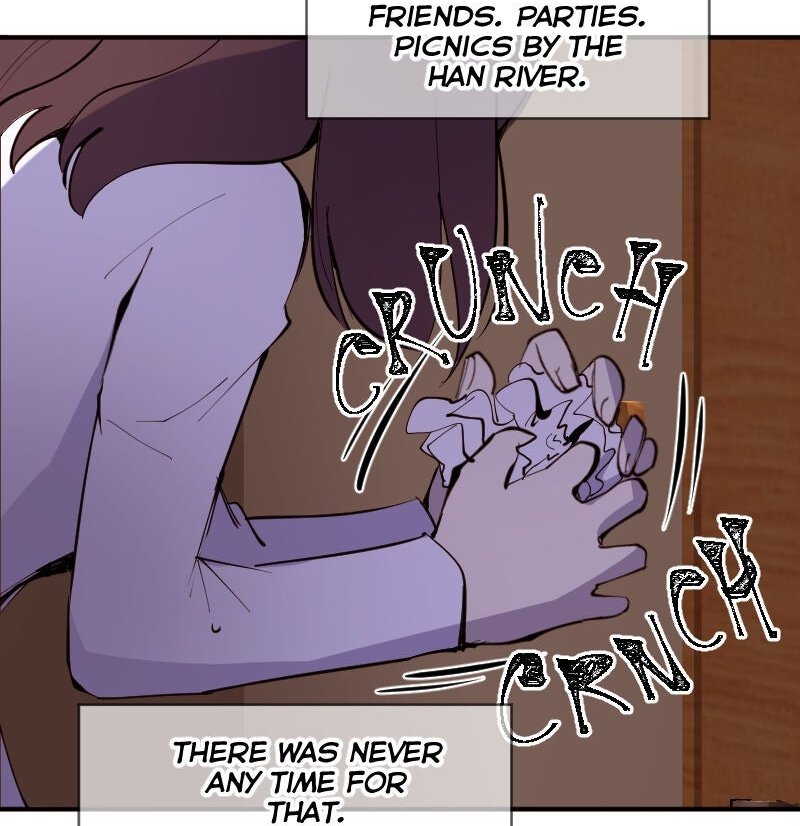 FRIENDS. PARTIES.
PICNICS BY THE
HAN RIVER.
CRUNCH
CRNCH
THERE WAS NEVER
ANY TIME FOR
THAT.